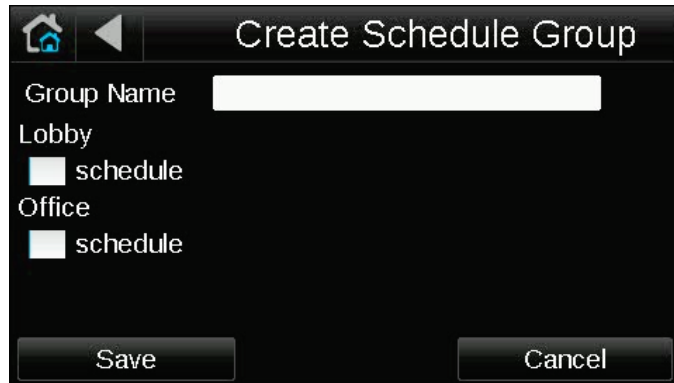 Create Schedule Group
Group Name
Lobby
schedule
Office
schedule
Save
Cancel